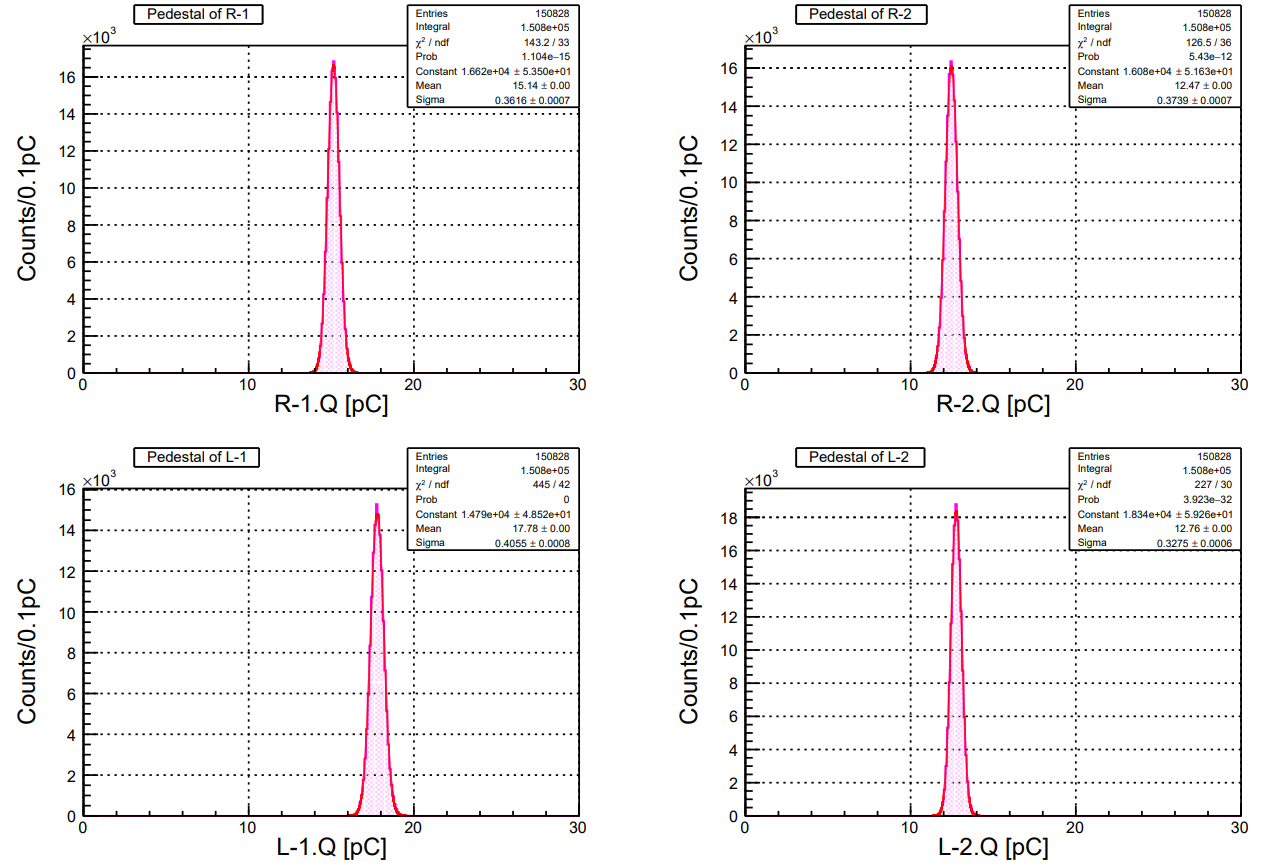 Pedestal of R-1
Entries 150828
Integral 1.508e+05
χ² / ndf 143.2 / 33
Prob 1.104e−15
Constant 1.662e+04 ± 5.350e+01
Mean 15.14 ± 0.00
Sigma 0.3616 ± 0.0007
×10³
16
14
12
10
8
6
4
2
0
Counts/0.1pC
0 10 20 30
R-1.Q [pC]
Pedestal of R-2
Entries 150828
Integral 1.508e+05
χ² / ndf 126.5 / 36
Prob 5.43e−12
Constant 1.608e+04 ± 5.163e+01
Mean 12.47 ± 0.00
Sigma 0.3739 ± 0.0007
×10³
16
14
12
10
8
6
4
2
0
Counts/0.1pC
0 10 20 30
R-2.Q [pC]
Pedestal of L-1
Entries 150828
Integral 1.508e+05
χ² / ndf 445 / 42
Prob 0
Constant 1.479e+04 ± 4.852e+01
Mean 17.78 ± 0.00
Sigma 0.4055 ± 0.0008
×10³
16
14
12
10
8
6
4
2
0
Counts/0.1pC
0 10 20 30
L-1.Q [pC]
Pedestal of L-2
Entries 150828
Integral 1.508e+05
χ² / ndf 227 / 30
Prob 3.923e−32
Constant 1.834e+04 ± 5.926e+01
Mean 12.76 ± 0.00
Sigma 0.3275 ± 0.0006
×10³
18
16
14
12
10
8
6
4
2
0
Counts/0.1pC
0 10 20 30
L-2.Q [pC]